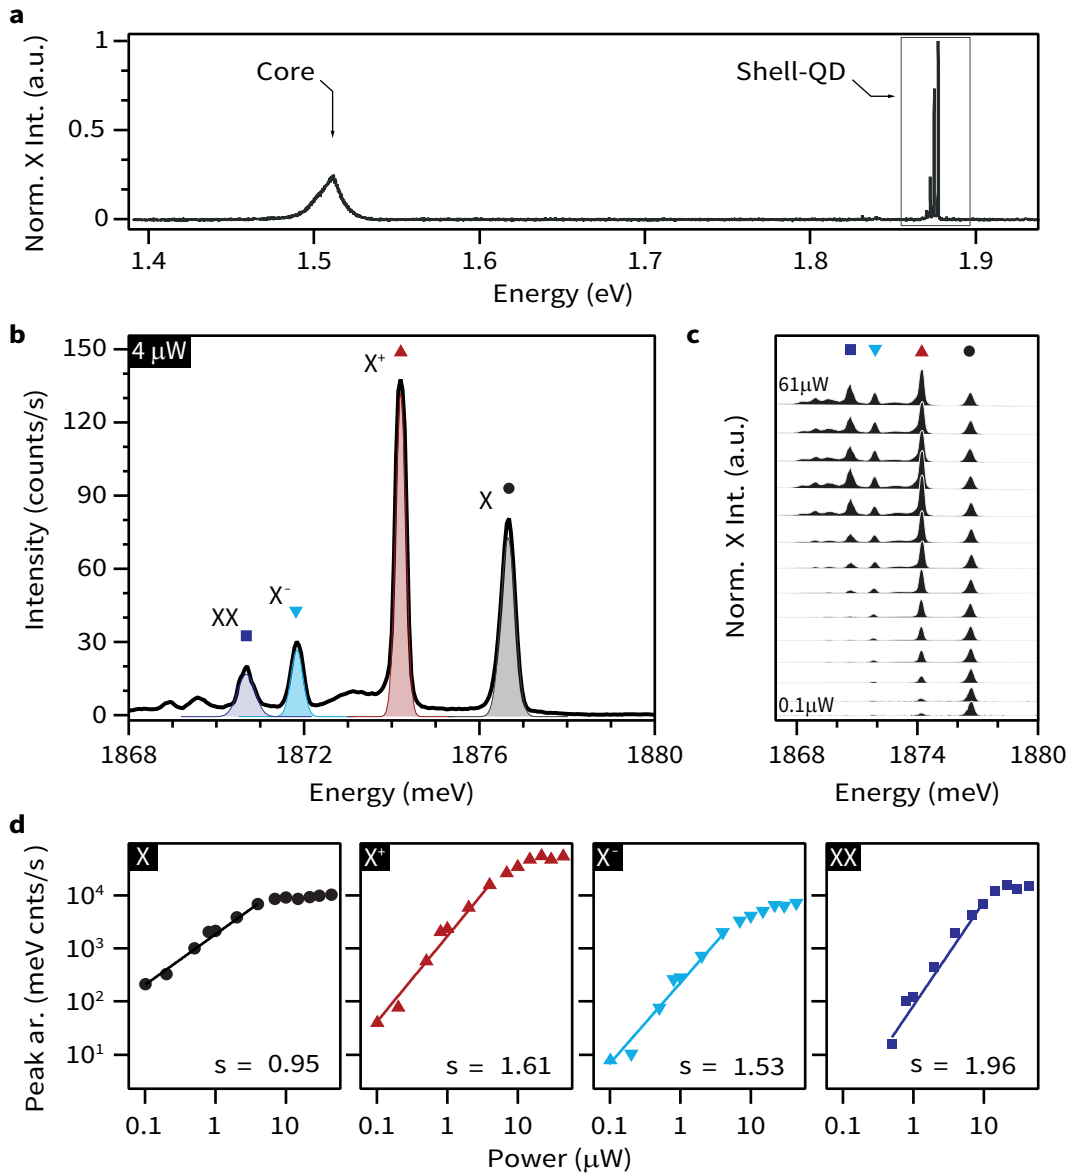 a
Norm. X Int. (a.u.)
1
0.5
0
Core
Shell-QD
1.4 1.5 1.6 1.7 1.8 1.9
Energy (eV)
b
Intensity (counts/s)
150
120
90
60
30
0
4 μW
XX
X⁻
X⁺
X
1868 1872 1876 1880
Energy (meV)
c
Norm. X Int. (a.u.)
61μW
0.1μW
1868 1874 1880
Energy (meV)
d
Peak ar. (meV cnts/s )
10⁴
10³
10²
10¹
X
s = 0.95
X⁺
s = 1.61
X⁻
s = 1.53
XX
s = 1.96
0.1 1 10 0.1 1 10 0.1 1 10 0.1 1 10
Power (μW)